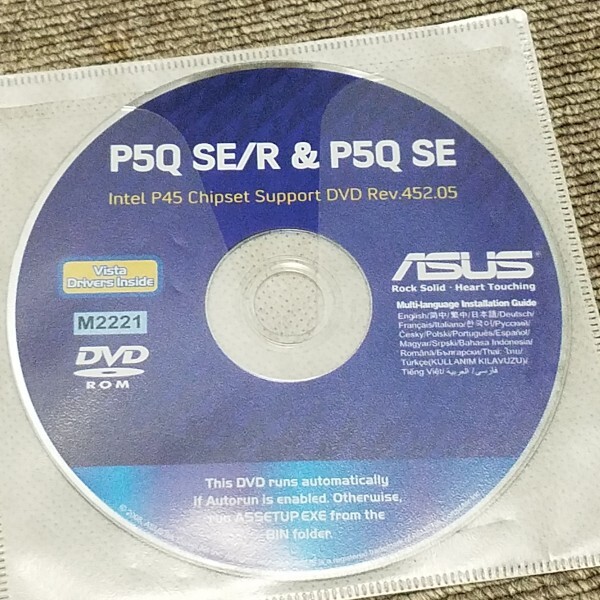 P5Q SE/R & P5Q SE
Intel P45 Chipset Support DVD Rev.452.05
Vista
Drivers Inside
M2221
DVD
ROM
ASUS
Rock Solid · Heart Touching
Multi-language Installation Guide
English/简中/繁中/日本語/Deutsch/
Français/Italiano/한국어/Русский/
Česky/Polski/Português/Español/
Magyar/Srpski/Bahasa Indonesia/
Română/Български/Thai: ไทย/
Türkçe(KULLANIM KILAVUZU)/
Tiếng Việt/ العربية/ فارسی
This DVD runs automatically
if Autorun is enabled. Otherwise,
run ASSETUP.EXE from the
BIN folder.